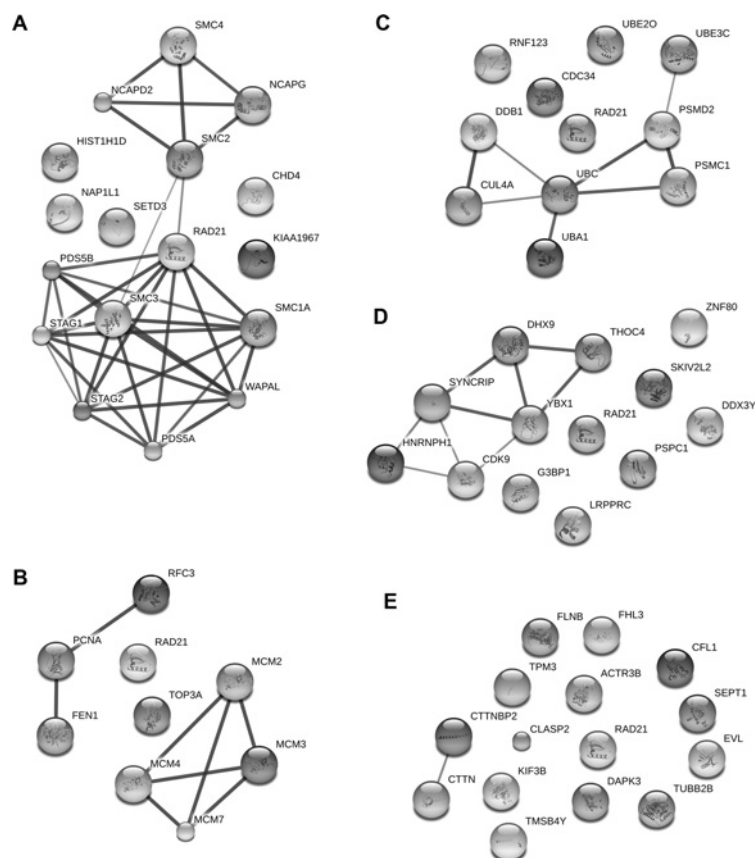 A
SMC4
NCAPD2
NCAPG
SMC2
HIST1H1D
CHD4
NAP1L1
SETD3
RAD21
KIAA1967
PDS5B
SMC3
SMC1A
STAG1
WAPAL
STAG2
PDS5A
B
RFC3
PCNA
RAD21
MCM2
TOP3A
FEN1
MCM3
MCM4
MCM7
C
UBE2O
RNF123
UBE3C
CDC34
DDB1
RAD21
PSMD2
UBC
PSMC1
CUL4A
UBA1
D
ZNF80
DHX9
THOC4
SKIV2L2
SYNCRIP
YBX1
RAD21
DDX3Y
HNRNPH1
CDK9
PSPC1
G3BP1
LRPPRC
E
FLNB
FHL3
CFL1
TPM3
ACTR3B
SEPT1
CTTNBP2
CLASP2
RAD21
EVL
CTTN
KIF3B
DAPK3
TUBB2B
TMSB4Y